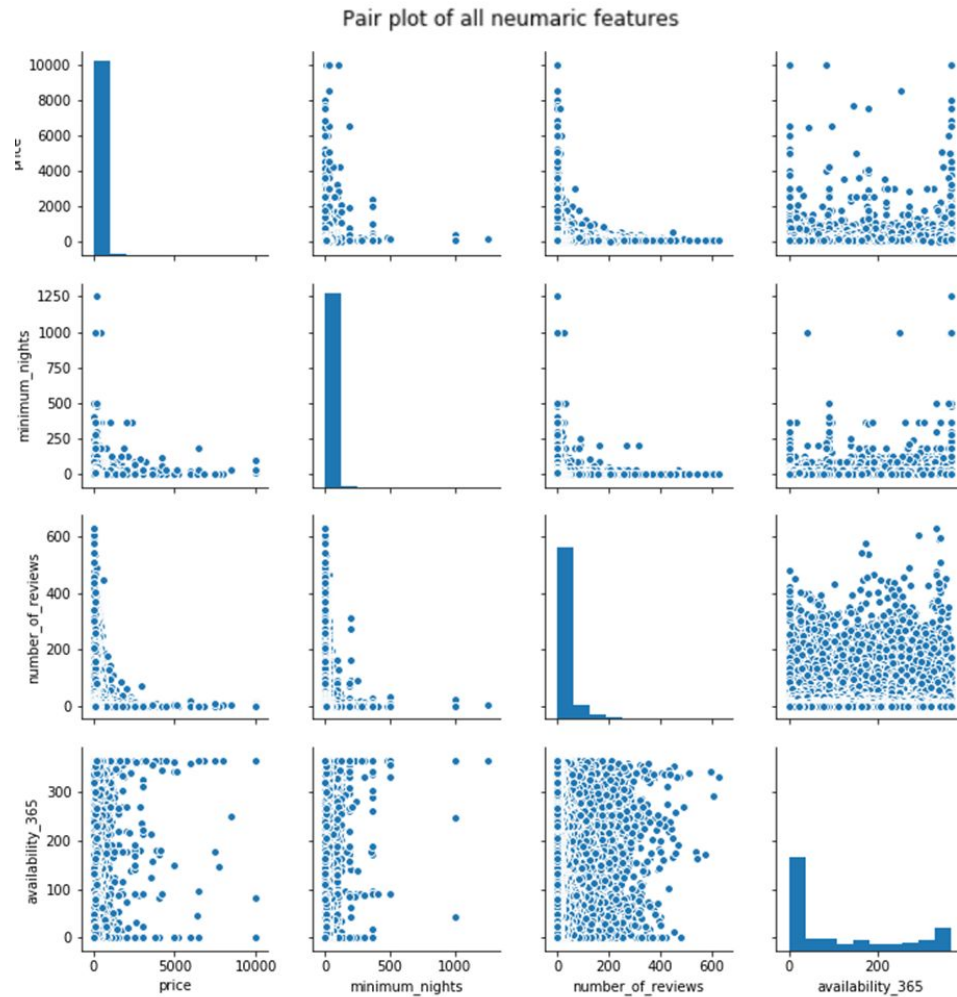 Pair plot of all neumaric features
10000
8000
6000
4000
2000
0
price
1250
1000
750
500
250
0
minimum_nights
600
400
200
0
number_of_reviews
300
200
100
0
availability_365
0 5000 10000
price
0 1000
minimum_nights
0 200 400 600
number_of_reviews
0 200
availability_365